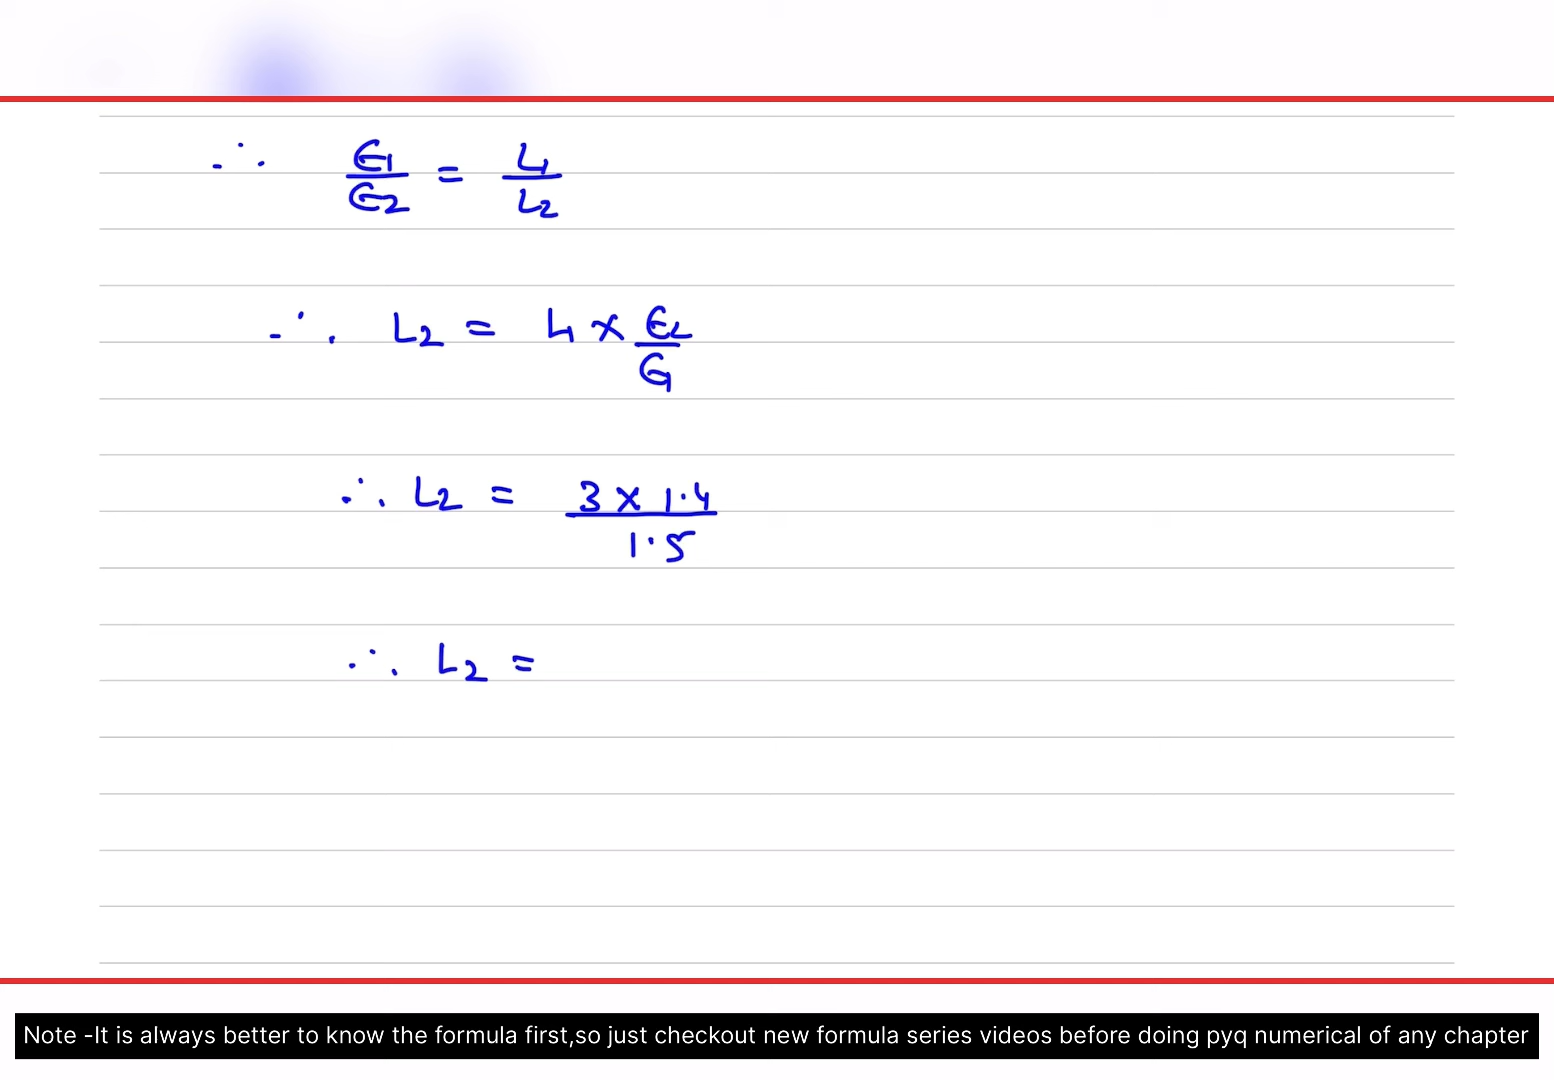 ∴ E1/E2 = L1/L2
∴ L2 = L1 × E2/E1
∴ L2 = 3 × 1.4/1.5
∴ L2 =
Note -It is always better to know the formula first,so just checkout new formula series videos before doing pyq numerical of any chapter